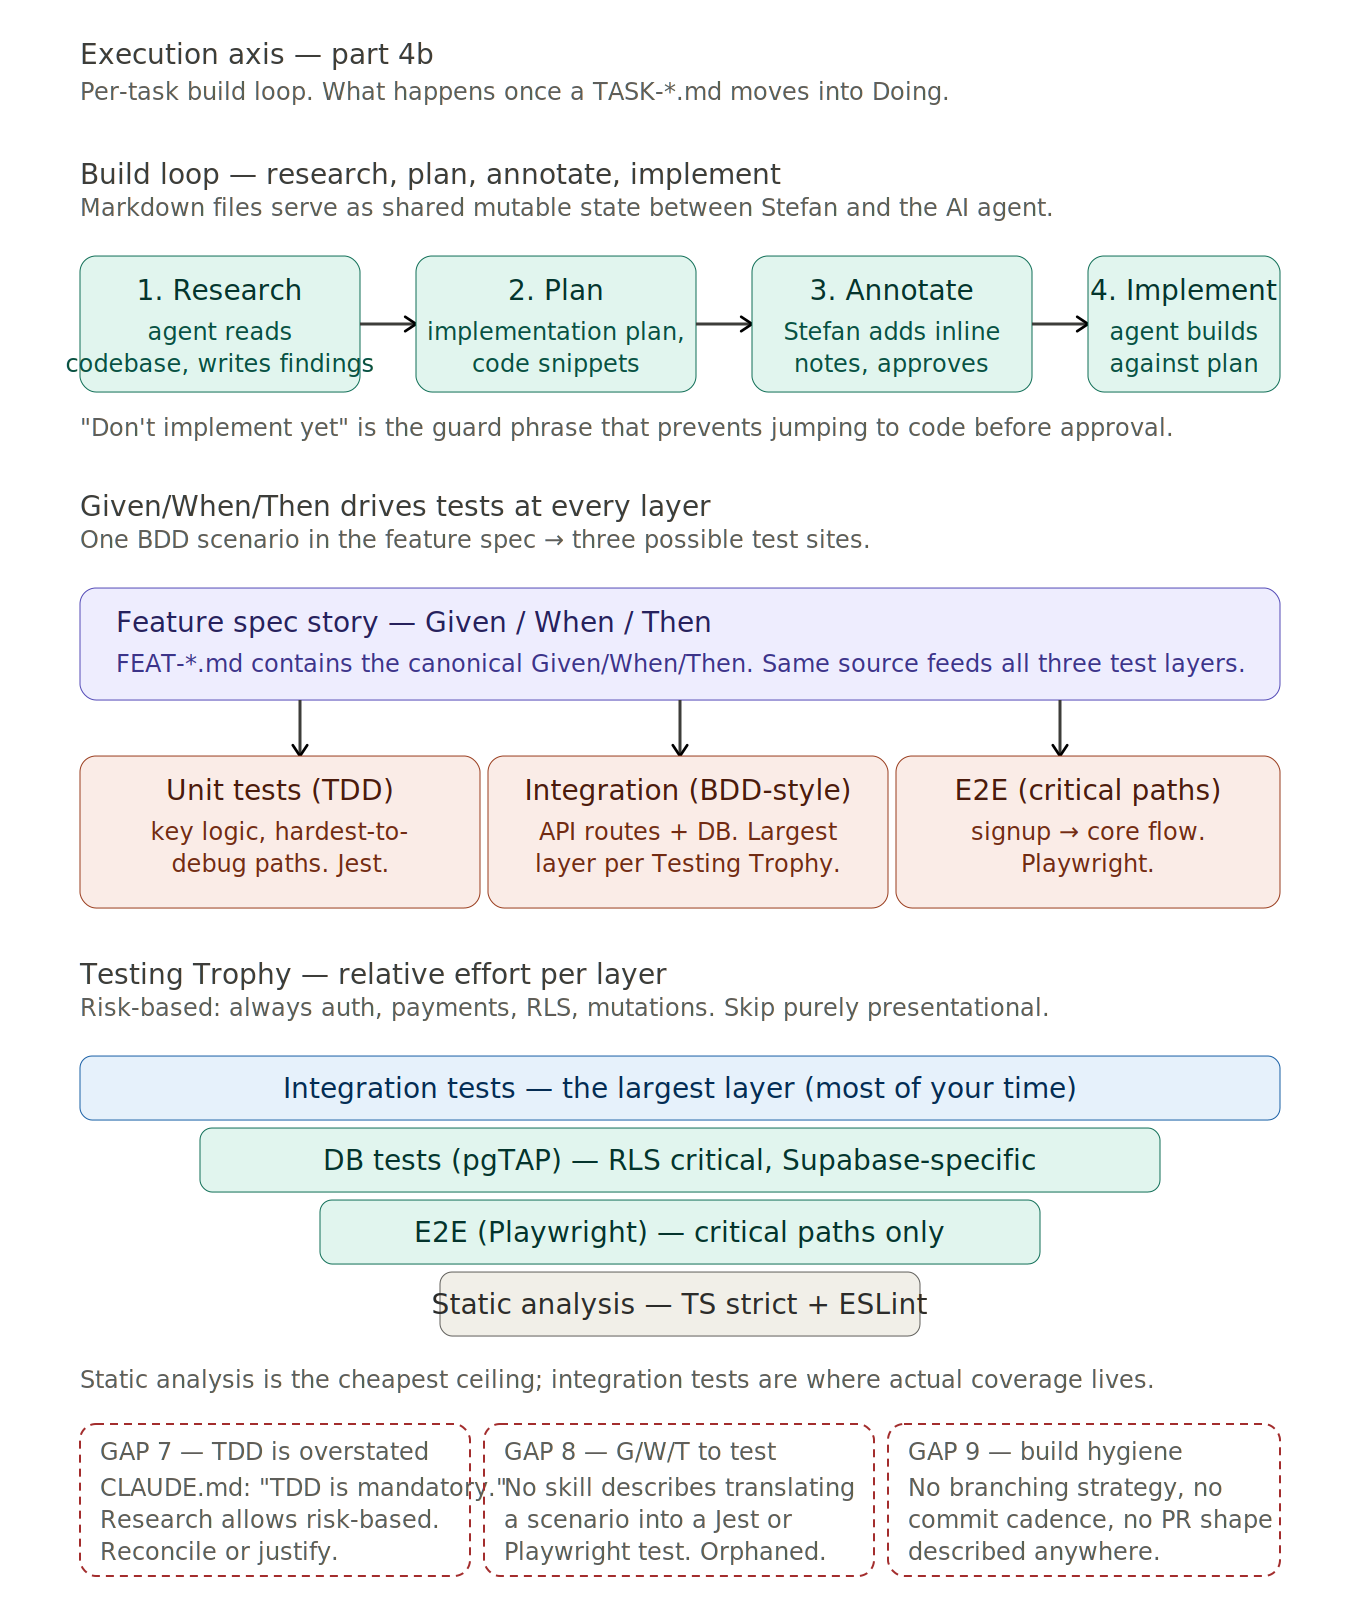 Execution axis — part 4b
Per-task build loop. What happens once a TASK-*.md moves into Doing.
Build loop — research, plan, annotate, implement
Markdown files serve as shared mutable state between Stefan and the AI agent.
1. Research
agent reads
codebase, writes findings
2. Plan
implementation plan,
code snippets
3. Annotate
Stefan adds inline
notes, approves
4. Implement
agent builds
against plan
"Don't implement yet" is the guard phrase that prevents jumping to code before approval.
Given/When/Then drives tests at every layer
One BDD scenario in the feature spec → three possible test sites.
Feature spec story — Given / When / Then
FEAT-*.md contains the canonical Given/When/Then. Same source feeds all three test layers.
Unit tests (TDD)
key logic, hardest-to-
debug paths. Jest.
Integration (BDD-style)
API routes + DB. Largest
layer per Testing Trophy.
E2E (critical paths)
signup → core flow.
Playwright.
Testing Trophy — relative effort per layer
Risk-based: always auth, payments, RLS, mutations. Skip purely presentational.
Integration tests — the largest layer (most of your time)
DB tests (pgTAP) — RLS critical, Supabase-specific
E2E (Playwright) — critical paths only
Static analysis — TS strict + ESLint
Static analysis is the cheapest ceiling; integration tests are where actual coverage lives.
GAP 7 — TDD is overstated
CLAUDE.md: "TDD is mandatory."
Research allows risk-based.
Reconcile or justify.
GAP 8 — G/W/T to test
No skill describes translating
a scenario into a Jest or
Playwright test. Orphaned.
GAP 9 — build hygiene
No branching strategy, no
commit cadence, no PR shape
described anywhere.